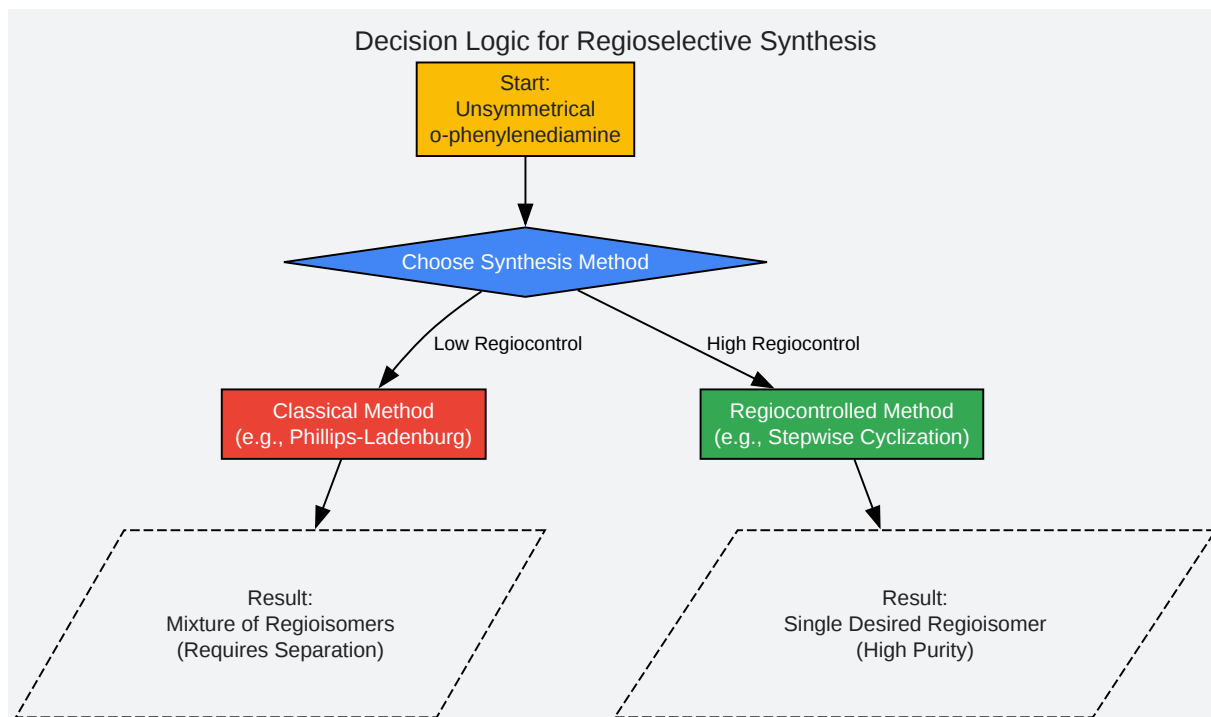 Decision Logic for Regioselective Synthesis
Start:
Unsymmetrical
o-phenylenediamine
Choose Synthesis Method
Low Regiocontrol
High Regiocontrol
Classical Method
(e.g., Phillips-Ladenburg)
Regiocontrolled Method
(e.g., Stepwise Cyclization)
Result:
Mixture of Regioisomers
(Requires Separation)
Result:
Single Desired Regioisomer
(High Purity)